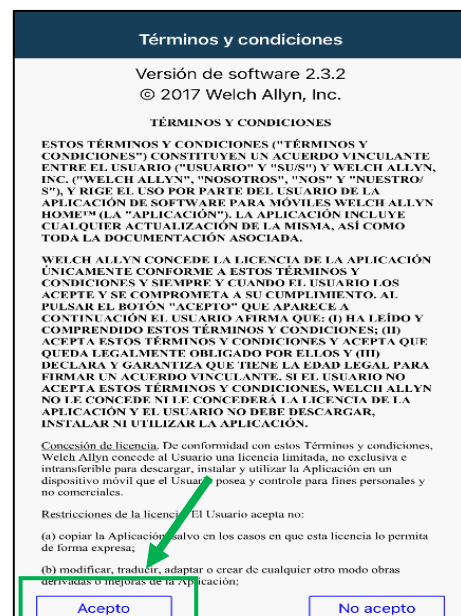 Términos y condiciones
Versión de software 2.3.2
© 2017 Welch Allyn, Inc.
TÉRMINOS Y CONDICIONES
ESTOS TÉRMINOS Y CONDICIONES ("TÉRMINOS Y
CONDICIONES") CONSTITUYEN UN ACUERDO VINCULANTE
ENTRE EL USUARIO ("USUARIO" Y "SU/S") Y WELCH ALLYN,
INC. ("WELCH ALLYN", "NOSOTROS", "NOS" Y "NUESTRO/
S"), Y RIGE EL USO POR PARTE DEL USUARIO DE LA
APLICACIÓN DE SOFTWARE PARA MÓVILES WELCH ALLYN
HOME™ (LA "APLICACIÓN"). LA APLICACIÓN INCLUYE
CUALQUIER ACTUALIZACIÓN DE LA MISMA, ASÍ COMO
TODA LA DOCUMENTACIÓN ASOCIADA.
WELCH ALLYN CONCEDE LA LICENCIA DE LA APLICACIÓN
ÚNICAMENTE CONFORME A ESTOS TÉRMINOS Y
CONDICIONES Y SIEMPRE Y CUANDO EL USUARIO LOS
ACEPTE Y SE COMPROMETA A SU CUMPLIMIENTO. AL
PULSAR EL BOTÓN "ACEPTO" QUE APARECE A
CONTINUACIÓN EL USUARIO AFIRMA QUE: (I) HA LEÍDO Y
COMPRENDIDO ESTOS TÉRMINOS Y CONDICIONES; (II)
ACEPTA ESTOS TÉRMINOS Y CONDICIONES Y ACEPTA QUE
QUEDA LEGALMENTE OBLIGADO POR ELLOS Y (III)
DECLARA Y GARANTIZA QUE TIENE LA EDAD LEGAL PARA
FIRMAR UN ACUERDO VINCULANTE. SI EL USUARIO NO
ACEPTA ESTOS TÉRMINOS Y CONDICIONES, WELCH ALLYN
NO LE CONCEDE NI LE CONCEDERÁ LA LICENCIA DE LA
APLICACIÓN Y EL USUARIO NO DEBE DESCARGAR,
INSTALAR NI UTILIZAR LA APLICACIÓN.
Concesión de licencia. De conformidad con estos Términos y condiciones,
Welch Allyn concede al Usuario una licencia limitada, no exclusiva e
intransferible para descargar, instalar y utilizar la Aplicación en un
dispositivo móvil que el Usuario posea y controle para fines personales y
no comerciales.
Restricciones de la licencia. El Usuario acepta no:
(a) copiar la Aplicación, salvo en los casos en que esta licencia lo permita
de forma expresa;
(b) modificar, traducir, adaptar o crear de cualquier otro modo obras
derivadas o mejoras de la Aplicación;
Acepto
No acepto